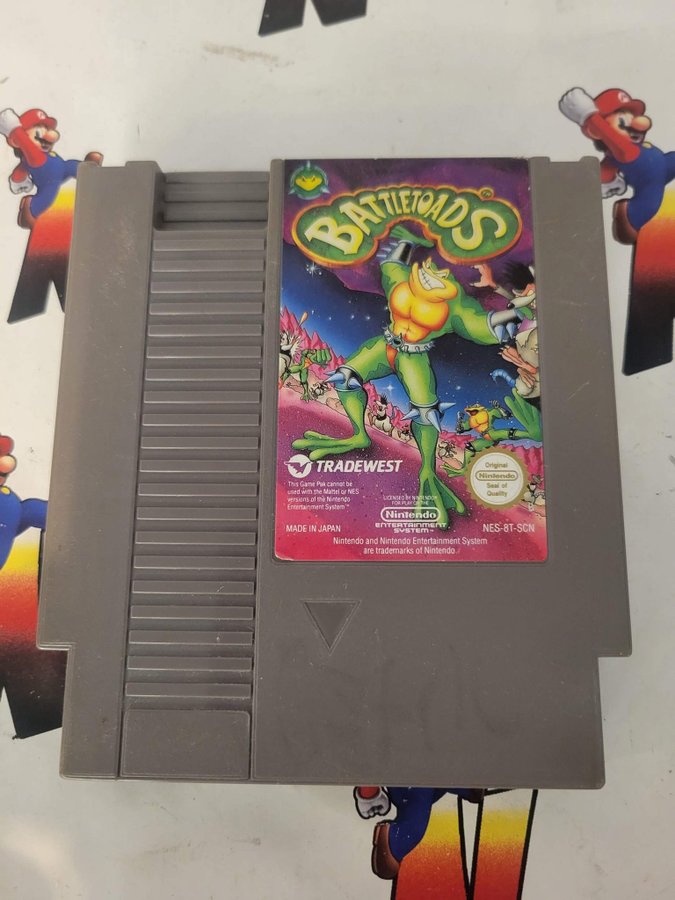 BATTLETOADS
TRADEWEST
This Game Pak cannot be
used with the Mattel or NES
versions of the Nintendo
Entertainment System™
MADE IN JAPAN
LICENSED BY NINTENDO
FOR PLAY ON THE
Nintendo
ENTERTAINMENT
SYSTEM™
Original
Nintendo
Seal of
Quality
NES-8T-SCN
Nintendo and Nintendo Entertainment System
are trademarks of Nintendo